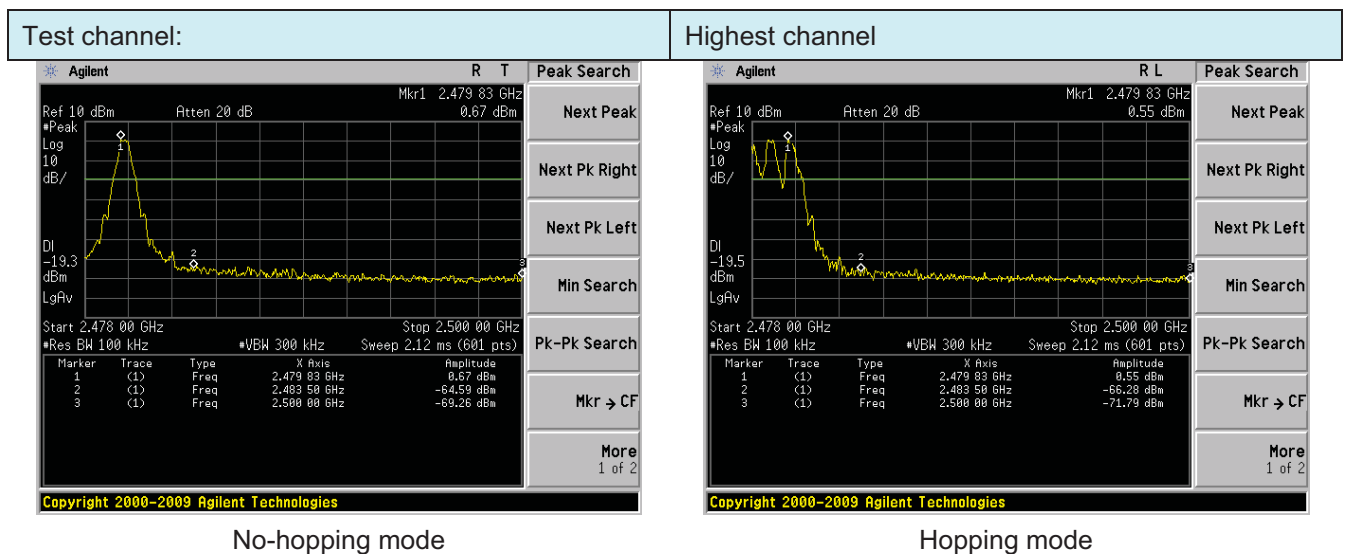 Test channel: Highest channel
Agilent R T Peak Search
Mkr1 2.479 83 GHz
Ref 10 dBm Atten 20 dB 0.67 dBm
#Peak
Log
10
dB/
1
2
3
DI
-19.3
dBm
LgAv
Start 2.478 00 GHz Stop 2.500 00 GHz
#Res BW 100 kHz #VBW 300 kHz Sweep 2.12 ms (601 pts)
Marker Trace Type X Axis Amplitude
1 (1) Freq 2.479 83 GHz 0.67 dBm
2 (1) Freq 2.483 50 GHz -64.59 dBm
3 (1) Freq 2.500 00 GHz -69.26 dBm
Copyright 2000-2009 Agilent Technologies
Next Peak
Next Pk Right
Next Pk Left
Min Search
Pk-Pk Search
Mkr → CF
More
1 of 2
No-hopping mode
Agilent R L Peak Search
Mkr1 2.479 83 GHz
Ref 10 dBm Atten 20 dB 0.55 dBm
#Peak
Log
10
dB/
1
2
3
DI
-19.5
dBm
LgAv
Start 2.478 00 GHz Stop 2.500 00 GHz
#Res BW 100 kHz #VBW 300 kHz Sweep 2.12 ms (601 pts)
Marker Trace Type X Axis Amplitude
1 (1) Freq 2.479 83 GHz 0.55 dBm
2 (1) Freq 2.483 50 GHz -66.28 dBm
3 (1) Freq 2.500 00 GHz -71.79 dBm
Copyright 2000-2009 Agilent Technologies
Next Peak
Next Pk Right
Next Pk Left
Min Search
Pk-Pk Search
Mkr → CF
More
1 of 2
Hopping mode